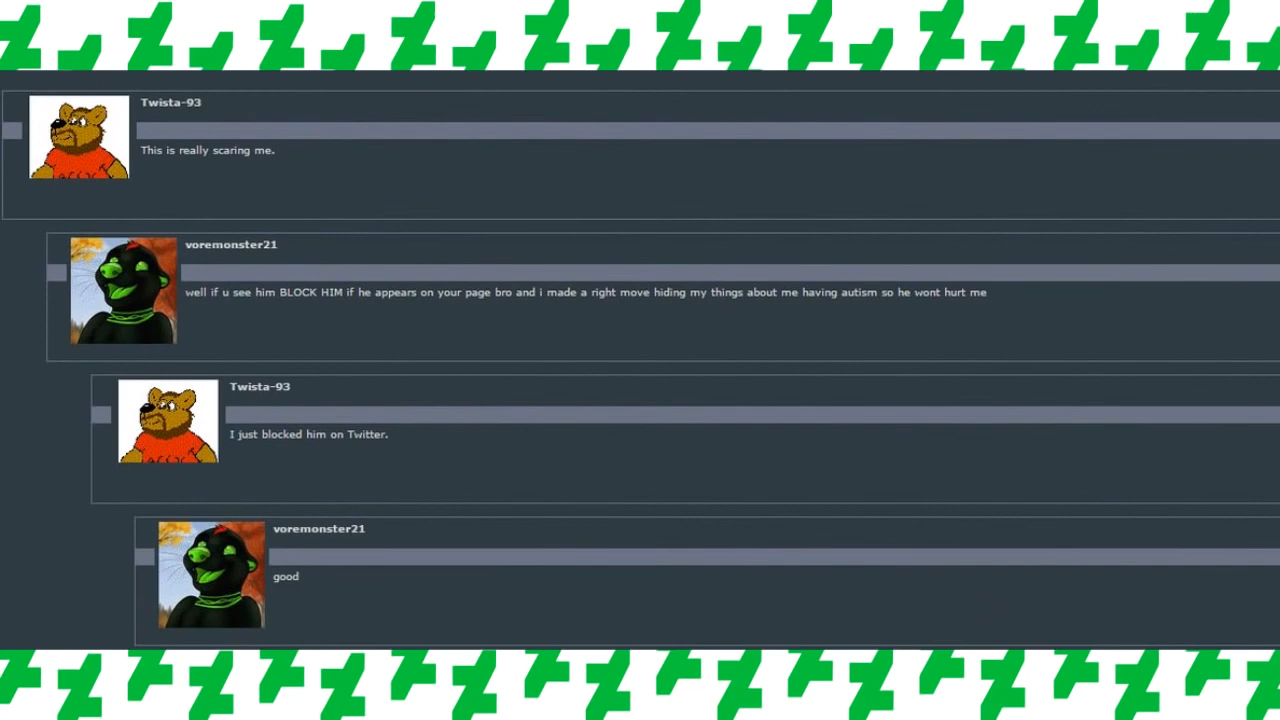 Twista-93
This is really scaring me.
voremonster21
well if u see him BLOCK HIM if he appears on your page bro and i made a right move hiding my things about me having autism so he wont hurt me
Twista-93
I just blocked him on Twitter.
voremonster21
good